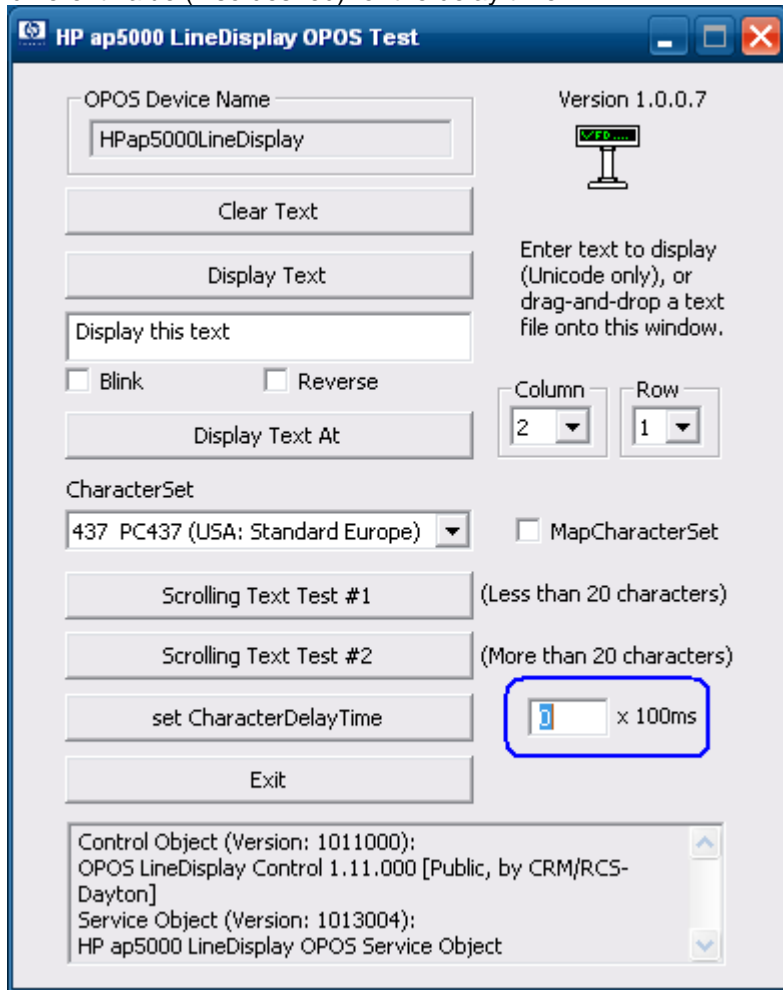 HP ap5000 LineDisplay OPOS Test
OPOS Device Name
HPap5000LineDisplay
Version 1.0.0.7
VFD....
Clear Text
Display Text
Enter text to display
(Unicode only), or
drag-and-drop a text
file onto this window.
Display this text
Blink
Reverse
Column
Row
2
1
Display Text At
CharacterSet
437 PC437 (USA: Standard Europe)
MapCharacterSet
Scrolling Text Test #1
(Less than 20 characters)
Scrolling Text Test #2
(More than 20 characters)
set CharacterDelayTime
0
x 100ms
Exit
Control Object (Version: 1011000):
OPOS LineDisplay Control 1.11.000 [Public, by CRM/RCS-
Dayton]
Service Object (Version: 1013004):
HP ap5000 LineDisplay OPOS Service Object